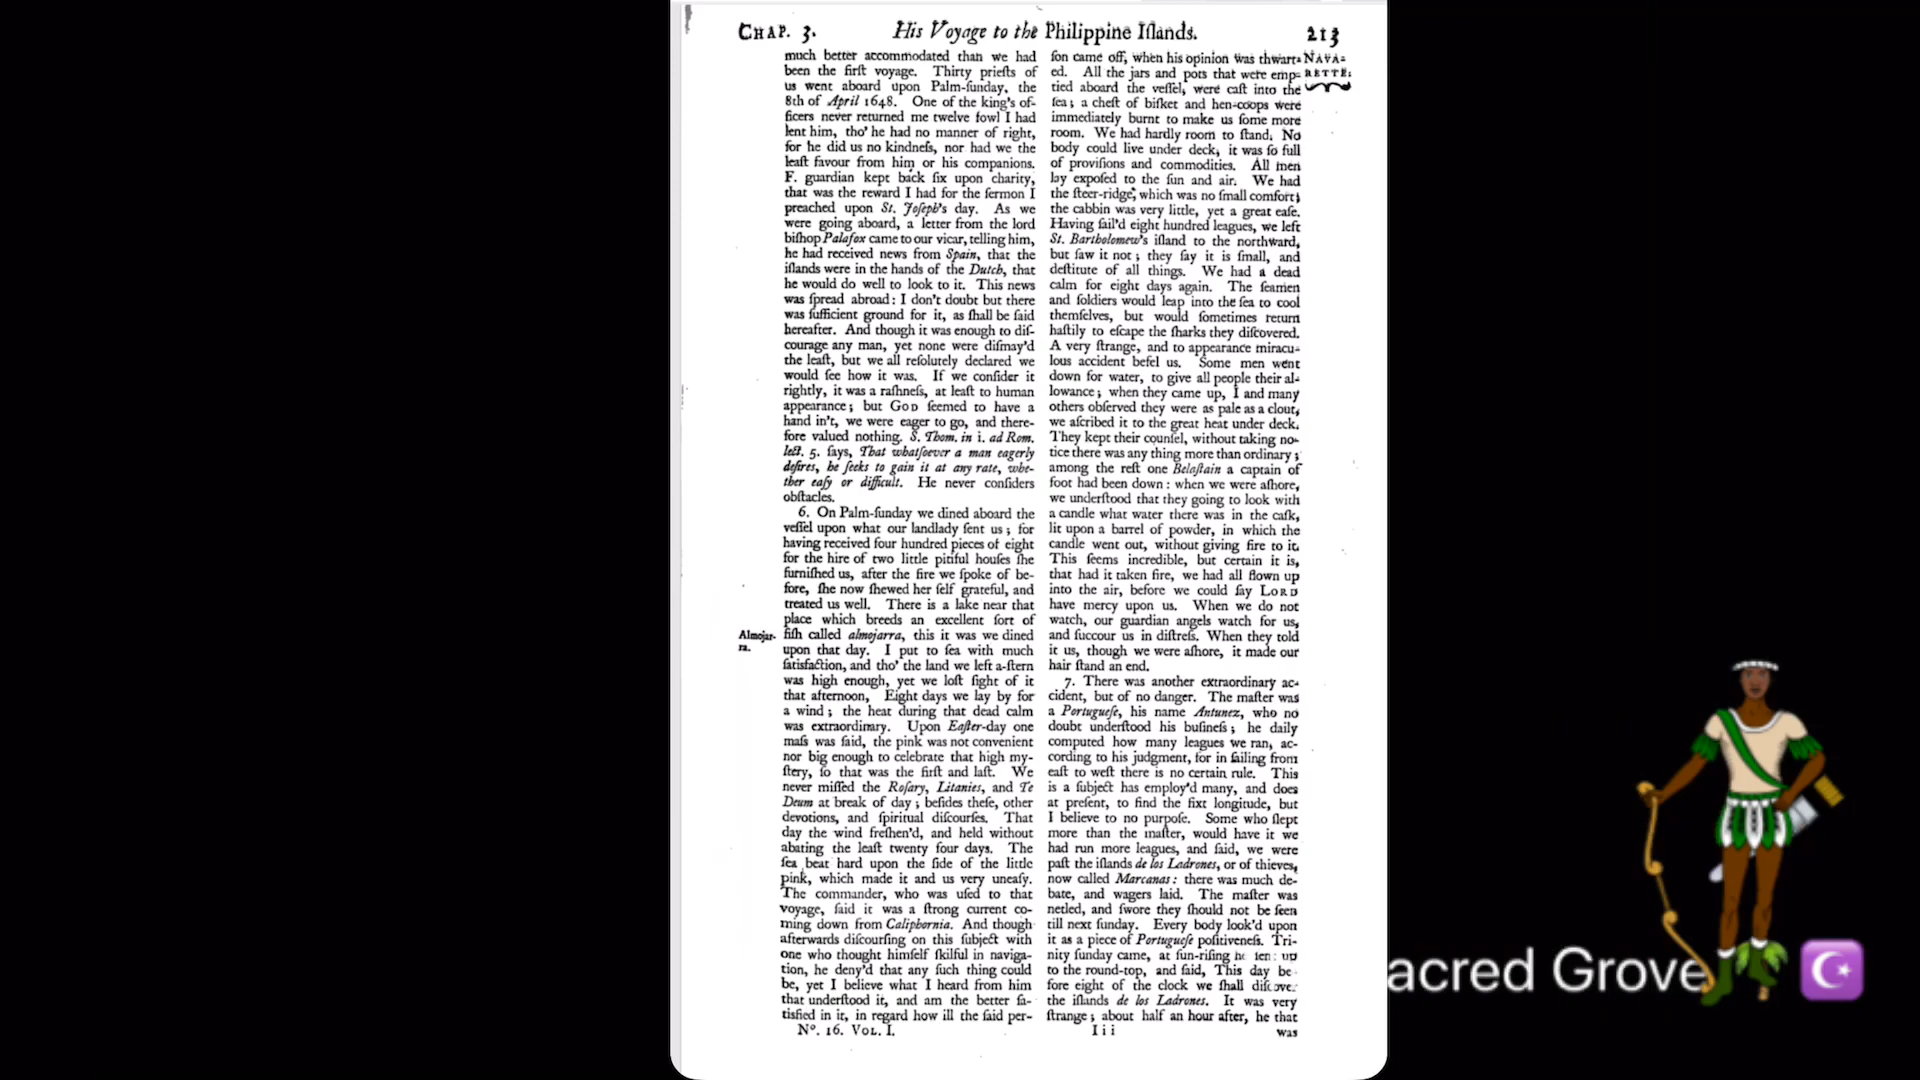 CHAP. 3. His Voyage to the Philippine Iſlands. 213
much better accommodated than we had
been the firſt voyage. Thirty prieſts of
us went aboard upon Palm-ſunday, the
8th of April 1648. One of the king's of-
ficers never returned me twelve fowl I had
lent him, tho' he had no manner of right,
for he did us no kindneſs, nor had we the
leaſt favour from him or his companions.
F. guardian kept back ſix upon charity,
that was the reward I had for the ſermon I
preached upon St. Joſeph's day. As we
were going aboard, a letter from the lord
biſhop Palafox came to our vicar, telling him,
he had received news from Spain, that the
iſlands were in the hands of the Dutch, that
he would do well to look to it. This news
was ſpread abroad: I don't doubt but there
was ſufficient ground for it, as ſhall be ſaid
hereafter. And though it was enough to diſ-
courage any man, yet none were diſmay'd
the leaſt, but we all reſolutely declared we
would ſee how it was. If we conſider it
rightly, it was a raſhneſs, at leaſt to human
appearance; but GOD ſeemed to have a
hand in't, we were eager to go, and there-
fore valued nothing. S. Thom. in i. ad Rom.
lect. 5. ſays, That whatſoever a man eagerly
deſires, he ſeeks to gain it at any rate, whe-
ther eaſy or difficult. He never conſiders
obſtacles.
6. On Palm-ſunday we dined aboard the
veſſel upon what our landlady ſent us; for
having received four hundred pieces of eight
for the hire of two little pitiful houſes ſhe
furniſhed us, after the fire we ſpoke of be-
fore, ſhe now ſhewed her ſelf grateful, and
treated us well. There is a lake near that
place which breeds an excellent ſort of
Almojar-
ra.
fiſh called almojarra, this it was we dined
upon that day. I put to ſea with much
ſatisfaction, and tho' the land we left a-ſtern
was high enough, yet we loſt ſight of it
that afternoon, Eight days we lay by for
a wind; the heat during that dead calm
was extraordinary. Upon Eaſter-day one
maſs was ſaid, the pink was not convenient
nor big enough to celebrate that high my-
ſtery, ſo that was the firſt and laſt. We
never miſſed the Roſary, Litanies, and Te
Deum at break of day; beſides theſe, other
devotions, and ſpiritual diſcourſes. That
day the wind freſhen'd, and held without
abating the leaſt twenty four days. The
ſea beat hard upon the ſide of the little
pink, which made it and us very uneaſy.
The commander, who was uſed to that
voyage, ſaid it was a ſtrong current co-
ming down from Caliphornia. And though
afterwards diſcourſing on this ſubject with
one who thought himſelf ſkilful in naviga-
tion, he deny'd that any ſuch thing could
be, yet I believe what I heard from him
that underſtood it, and am the better ſa-
tisfied in it, in regard how ill the ſaid per-
No. 16. VOL. I.
ſon came off, when his opinion was thwart-
NAVA-
RETTE.
ed. All the jars and pots that were emp-
tied aboard the veſſel, were caſt into the
ſea; a cheſt of biſket and hen-coops were
immediately burnt to make us ſome more
room. We had hardly room to ſtand. No
body could live under deck, it was ſo full
of proviſions and commodities. All men
lay expoſed to the ſun and air. We had
the ſteer-ridge, which was no ſmall comfort;
the cabbin was very little, yet a great eaſe.
Having ſail'd eight hundred leagues, we left
St. Bartholomew's iſland to the northward,
but ſaw it not; they ſay it is ſmall, and
deſtitute of all things. We had a dead
calm for eight days again. The ſeamen
and ſoldiers would leap into the ſea to cool
themſelves, but would ſometimes return
haſtily to eſcape the ſharks they diſcovered.
A very ſtrange, and to appearance miracu-
lous accident befel us. Some men went
down for water, to give all people their al-
lowance; when they came up, I and many
others obſerved they were as pale as a clout,
we aſcribed it to the great heat under deck.
They kept their counſel, without taking no-
tice there was any thing more than ordinary;
among the reſt one Belaſtain a captain of
foot had been down: when we were aſhore,
we underſtood that they going to look with
a candle what water there was in the caſk,
lit upon a barrel of powder, in which the
candle went out, without giving fire to it.
This ſeems incredible, but certain it is,
that had it taken fire, we had all flown up
into the air, before we could ſay LORD
have mercy upon us. When we do not
watch, our guardian angels watch for us,
and ſuccour us in diſtreſs. When they told
it us, though we were aſhore, it made our
hair ſtand an end.
7. There was another extraordinary ac-
cident, but of no danger. The maſter was
a Portugueſe, his name Antunez, who no
doubt underſtood his buſineſs; he daily
computed how many leagues we ran, ac-
cording to his judgment, for in ſailing from
eaſt to weſt there is no certain rule. This
is a ſubject has employ'd many, and does
at preſent, to find the fixt longitude, but
I believe to no purpoſe. Some who ſlept
more than the maſter, would have it we
had run more leagues, and ſaid, we were
paſt the iſlands de los Ladrones, or of thieves,
now called Marcanas: there was much de-
bate, and wagers laid. The maſter was
netled, and ſwore they ſhould not be ſeen
till next ſunday. Every body look'd upon
it as a piece of Portugueſe poſitiveneſs. Tri-
nity ſunday came, at ſun-riſing he ſent up
to the round-top, and ſaid, This day be-
fore eight of the clock we ſhall diſcover
the iſlands de los Ladrones. It was very
ſtrange; about half an hour after, he that
I i i
was
acred Grove